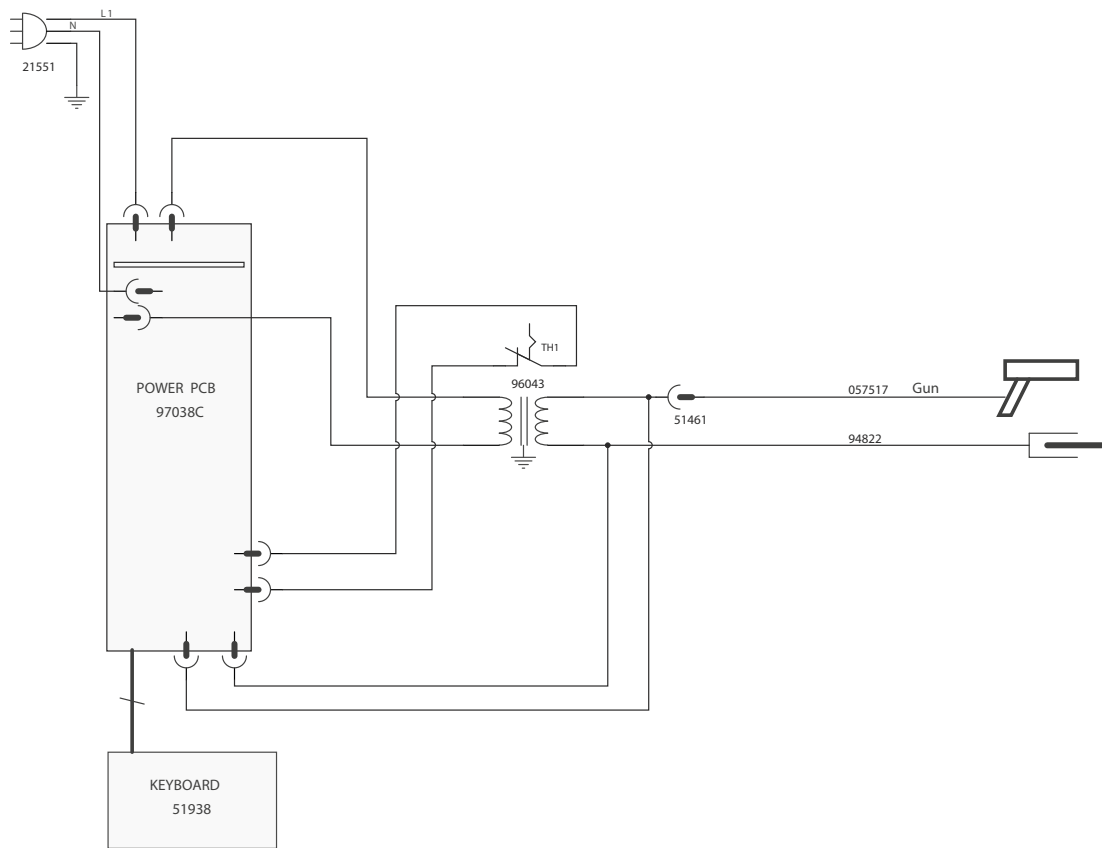 L1
N
21551
TH1
96043
POWER PCB
97038C
057517 Gun
51461
94822
KEYBOARD
51938